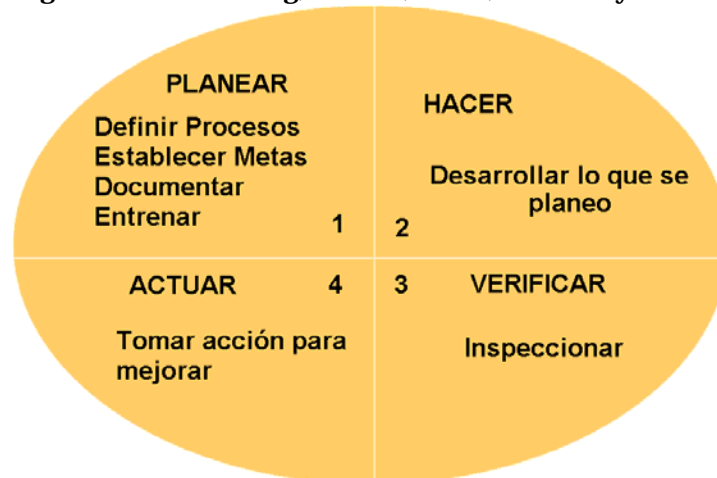 PLANEAR
Definir Procesos
Establecer Metas
Documentar
Entrenar
1
HACER
Desarrollar lo que se
planeo
2
ACTUAR
4
Tomar acción para
mejorar
3
VERIFICAR
Inspeccionar